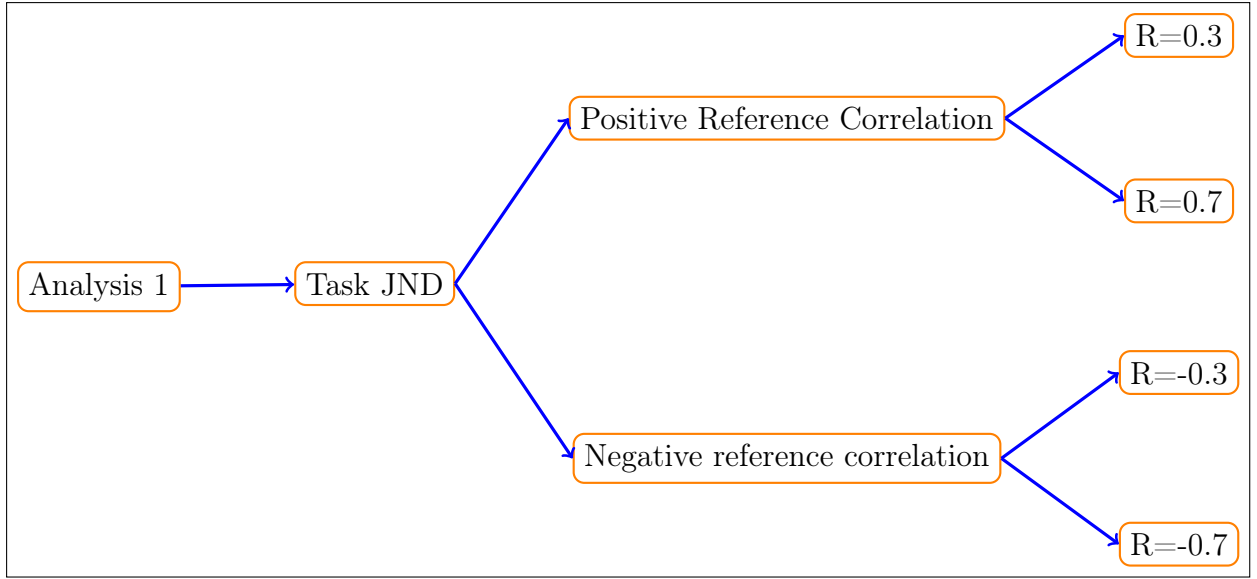 Analysis 1
Task JND
Positive Reference Correlation
R=0.3
R=0.7
Negative reference correlation
R=-0.3
R=-0.7